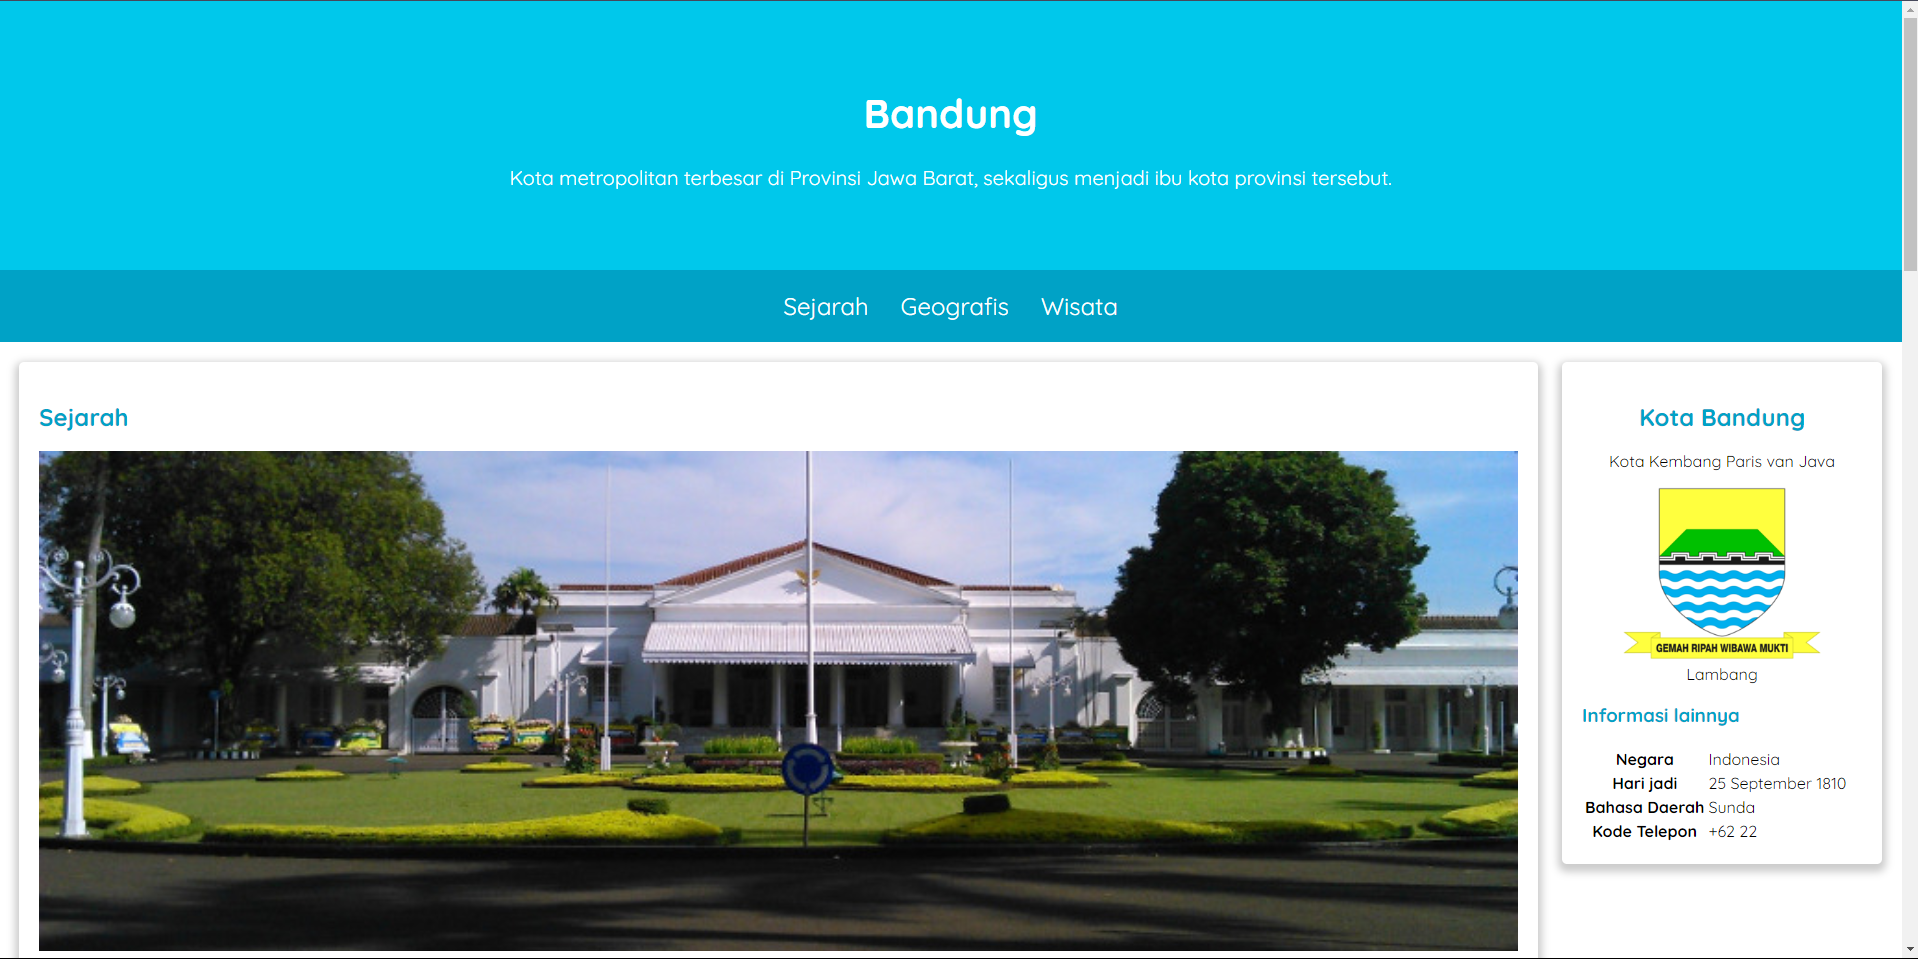 Bandung
Kota metropolitan terbesar di Provinsi Jawa Barat, sekaligus menjadi ibu kota provinsi tersebut.
Sejarah Geografis Wisata
Sejarah
Kota Bandung
Kota Kembang Paris van Java
GEMAH RIPAH WIBAWA MUKTI
Lambang
Informasi lainnya
Negara Indonesia
Hari jadi 25 September 1810
Bahasa Daerah Sunda
Kode Telepon +62 22